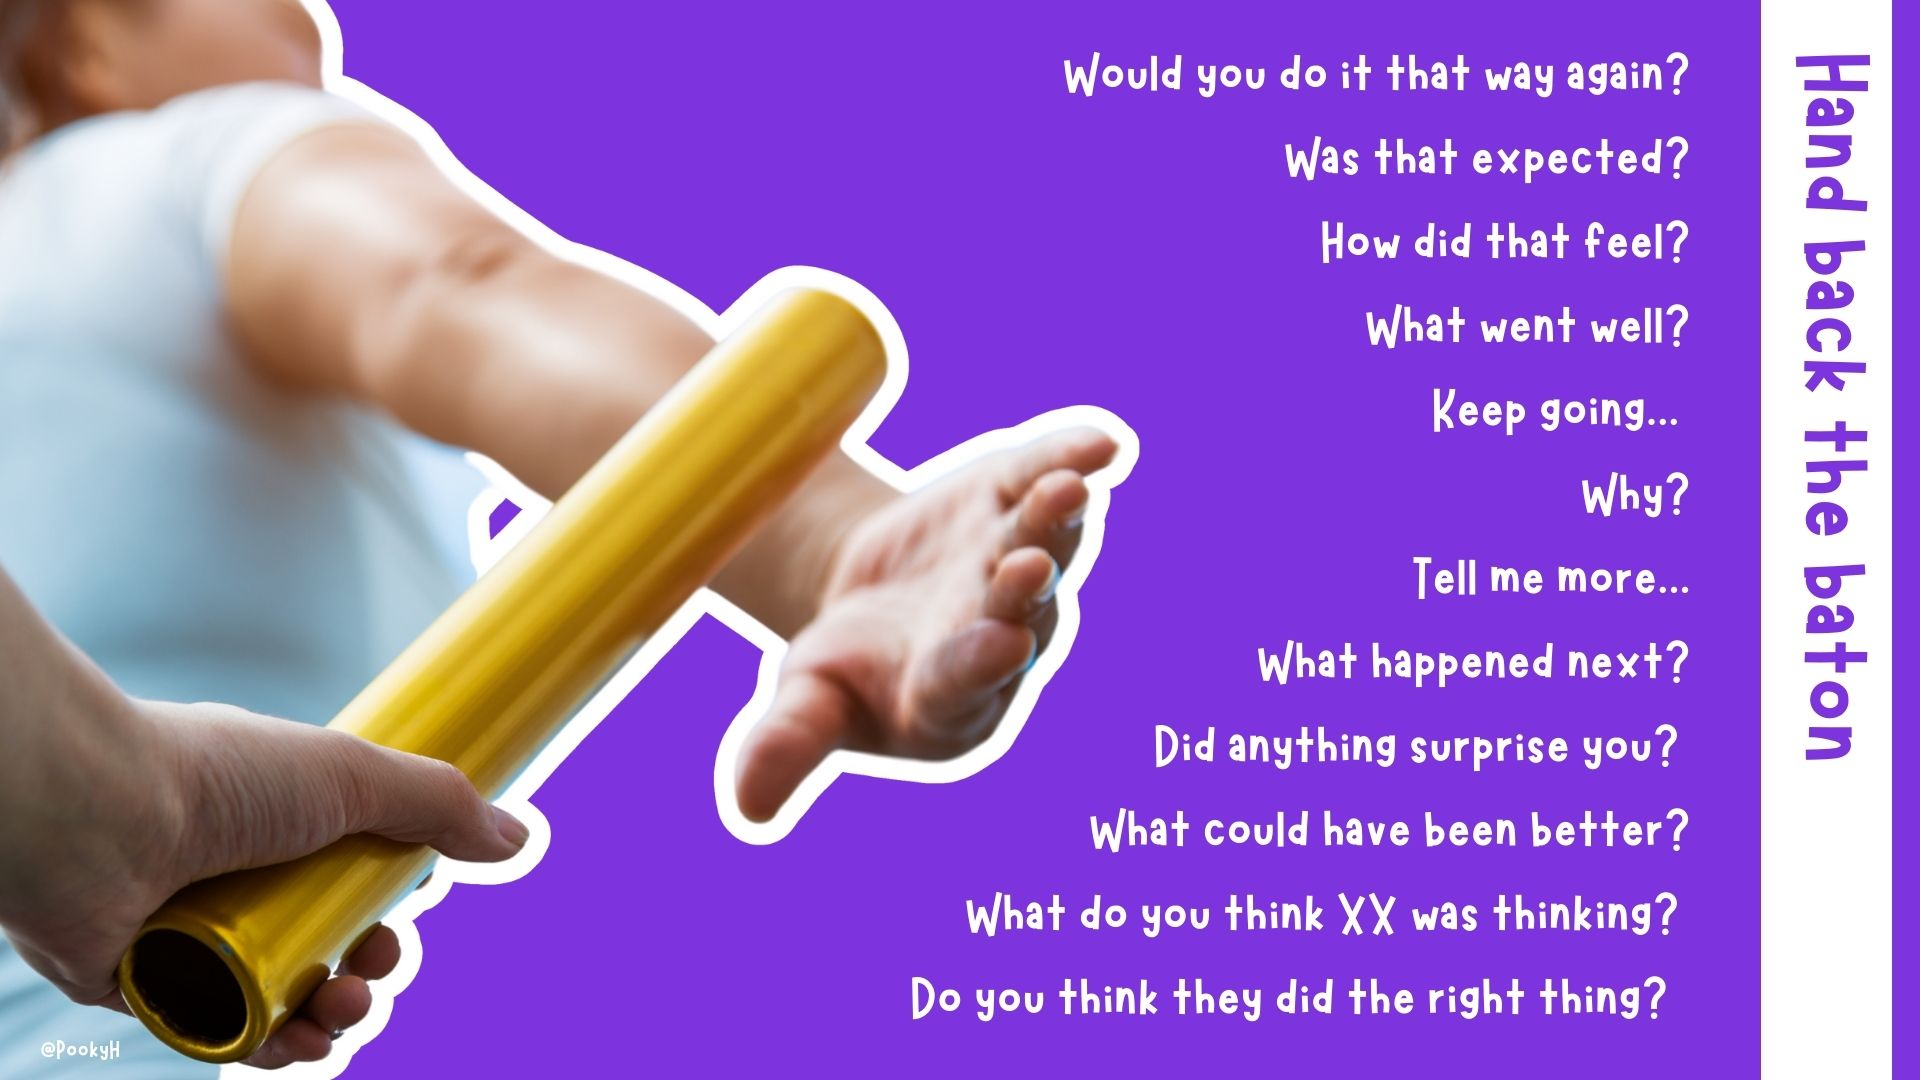 Would you do it that way again?
Was that expected?
How did that feel?
What went well?
Keep going...
Why?
Tell me more...
What happened next?
Did anything surprise you?
What could have been better?
What do you think XX was thinking?
Do you think they did the right thing?
Hand back the baton
@PookyH